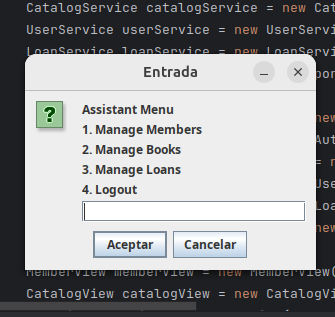 CatalogService catalogService = new Cat
UserService userService = new UserServi
LoanService loanService = new LoanServi
Entrada
Assistant Menu
1. Manage Members
2. Manage Books
3. Manage Loans
4. Logout
Aceptar
Cancelar
MemberView memberView = new MemberView(
CatalogView catalogView = new CatalogVi